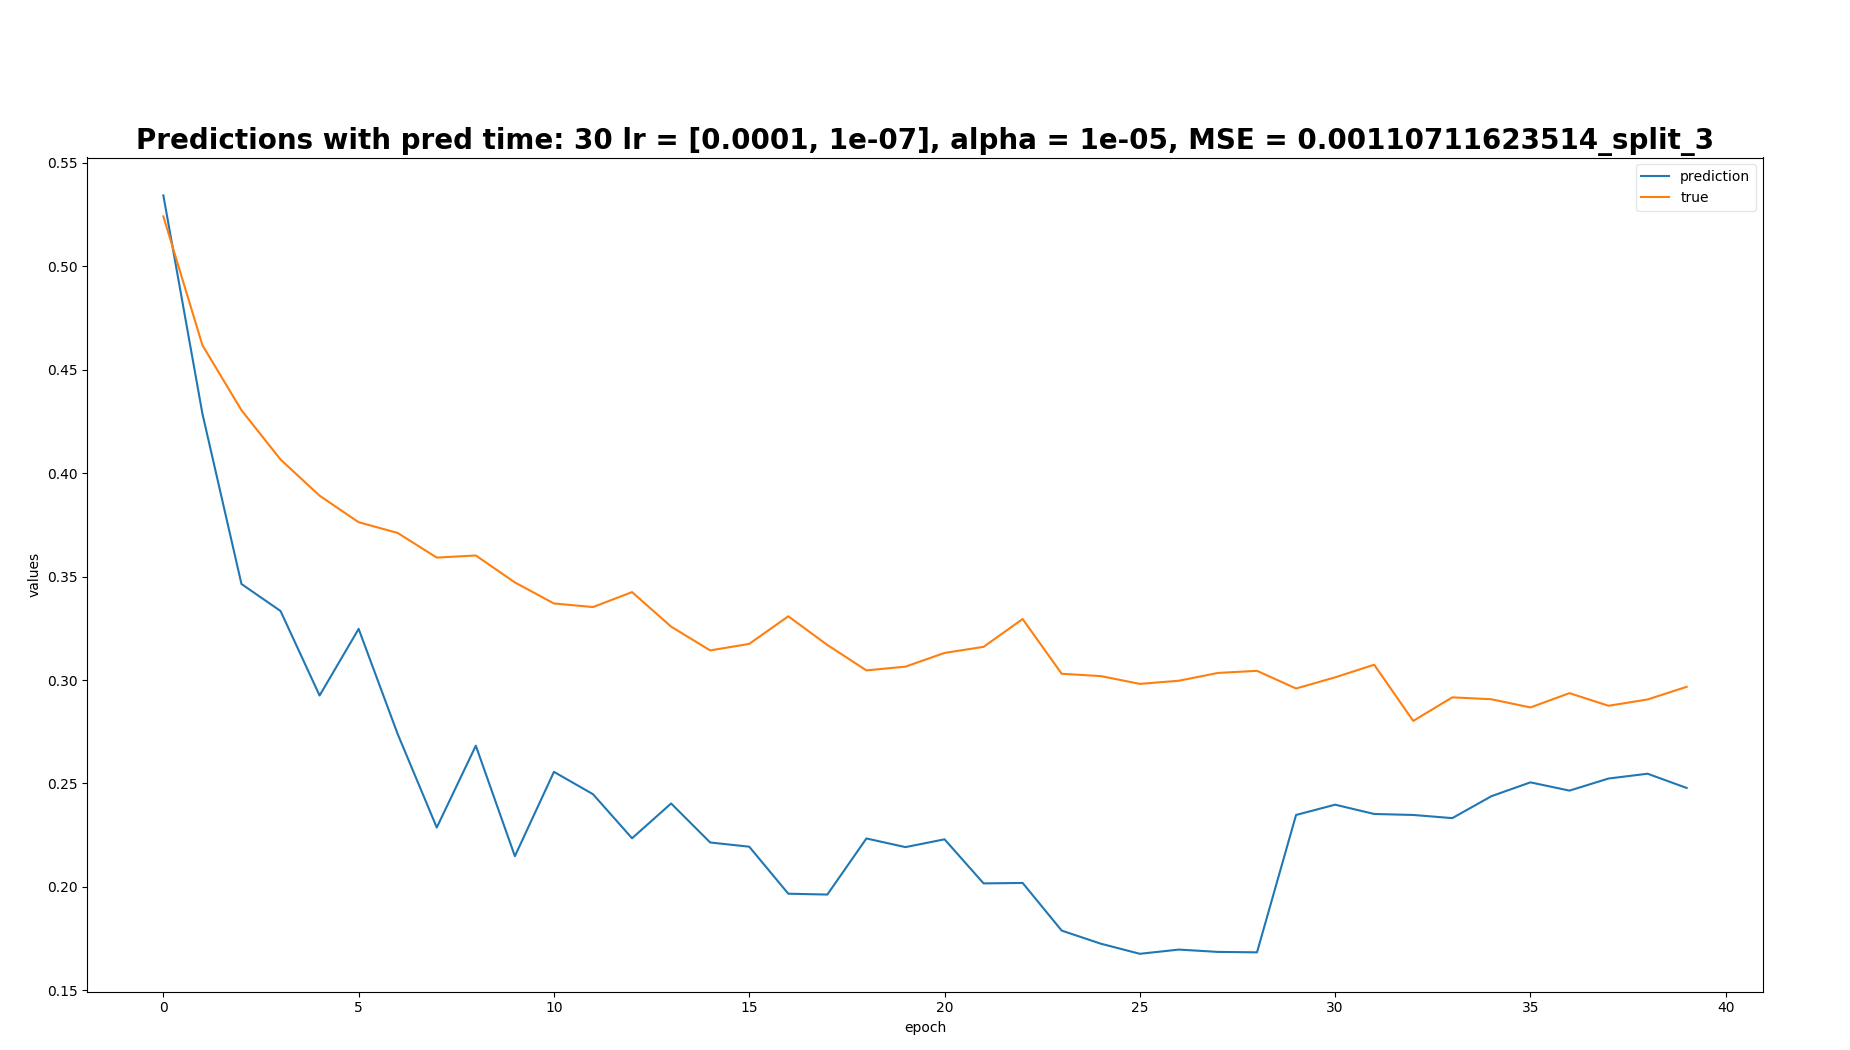 Predictions with pred time: 30 lr = [0.0001, 1e-07], alpha = 1e-05, MSE = 0.00110711623514_split_3
prediction
true
0.55
0.50
0.45
0.40
0.35
0.30
0.25
0.20
0.15
values
0 5 10 15 20 25 30 35 40
epoch